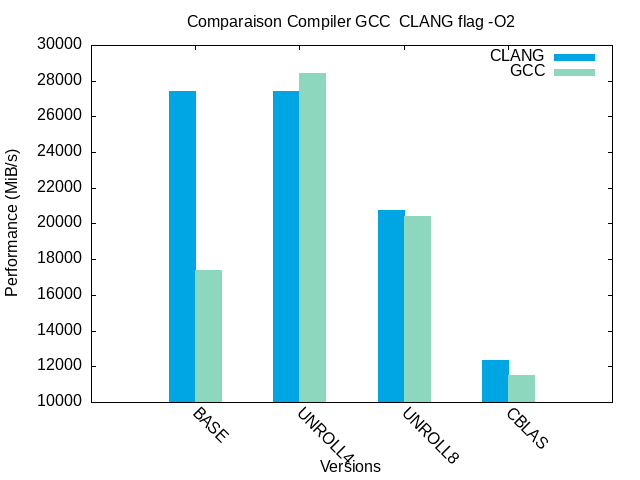 Comparaison Compiler GCC  CLANG flag -O2
CLANG
GCC
Performance (MiB/s)
30000
28000
26000
24000
22000
20000
18000
16000
14000
12000
10000
BASE
UNROLL4
UNROLL8
CBLAS
Versions